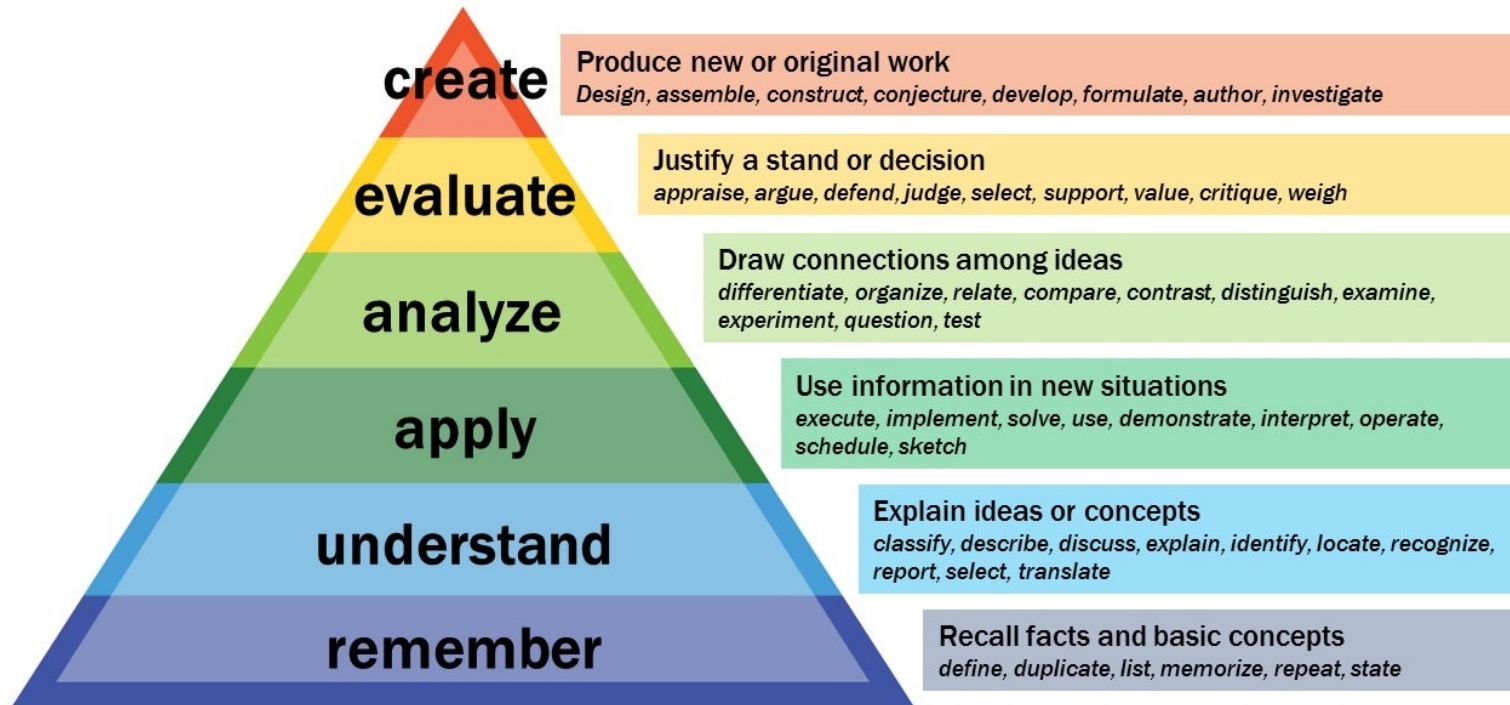 create
Produce new or original work
Design, assemble, construct, conjecture, develop, formulate, author, investigate
evaluate
Justify a stand or decision
appraise, argue, defend, judge, select, support, value, critique, weigh
analyze
Draw connections among ideas
differentiate, organize, relate, compare, contrast, distinguish, examine,
experiment, question, test
apply
Use information in new situations
execute, implement, solve, use, demonstrate, interpret, operate,
schedule, sketch
understand
Explain ideas or concepts
classify, describe, discuss, explain, identify, locate, recognize,
report, select, translate
remember
Recall facts and basic concepts
define, duplicate, list, memorize, repeat, state